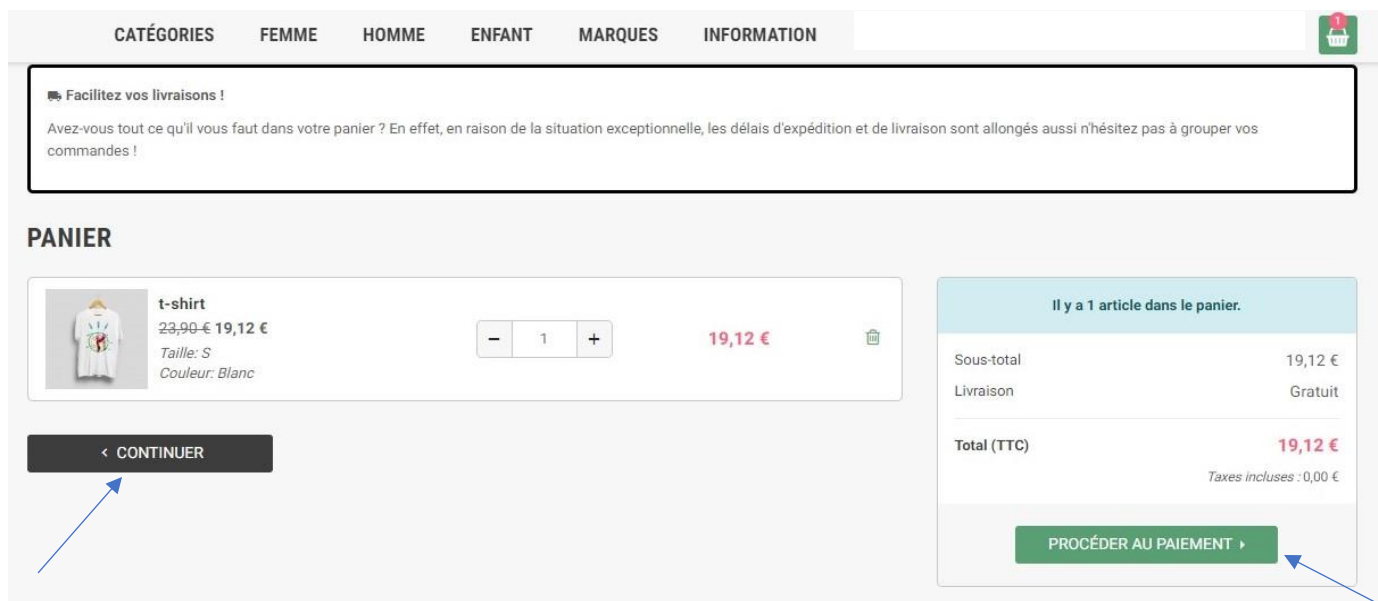 CATÉGORIES FEMME HOMME ENFANT MARQUES INFORMATION
1
Facilitez vos livraisons !
Avez-vous tout ce qu'il vous faut dans votre panier ? En effet, en raison de la situation exceptionnelle, les délais d'expédition et de livraison sont allongés aussi n'hésitez pas à grouper vos
commandes !
PANIER
t-shirt
23,90 € 19,12 €
Taille: S
Couleur: Blanc
− 1 +
19,12 €
‹ CONTINUER
Il y a 1 article dans le panier.
Sous-total 19,12 €
Livraison Gratuit
Total (TTC) 19,12 €
Taxes incluses : 0,00 €
PROCÉDER AU PAIEMENT